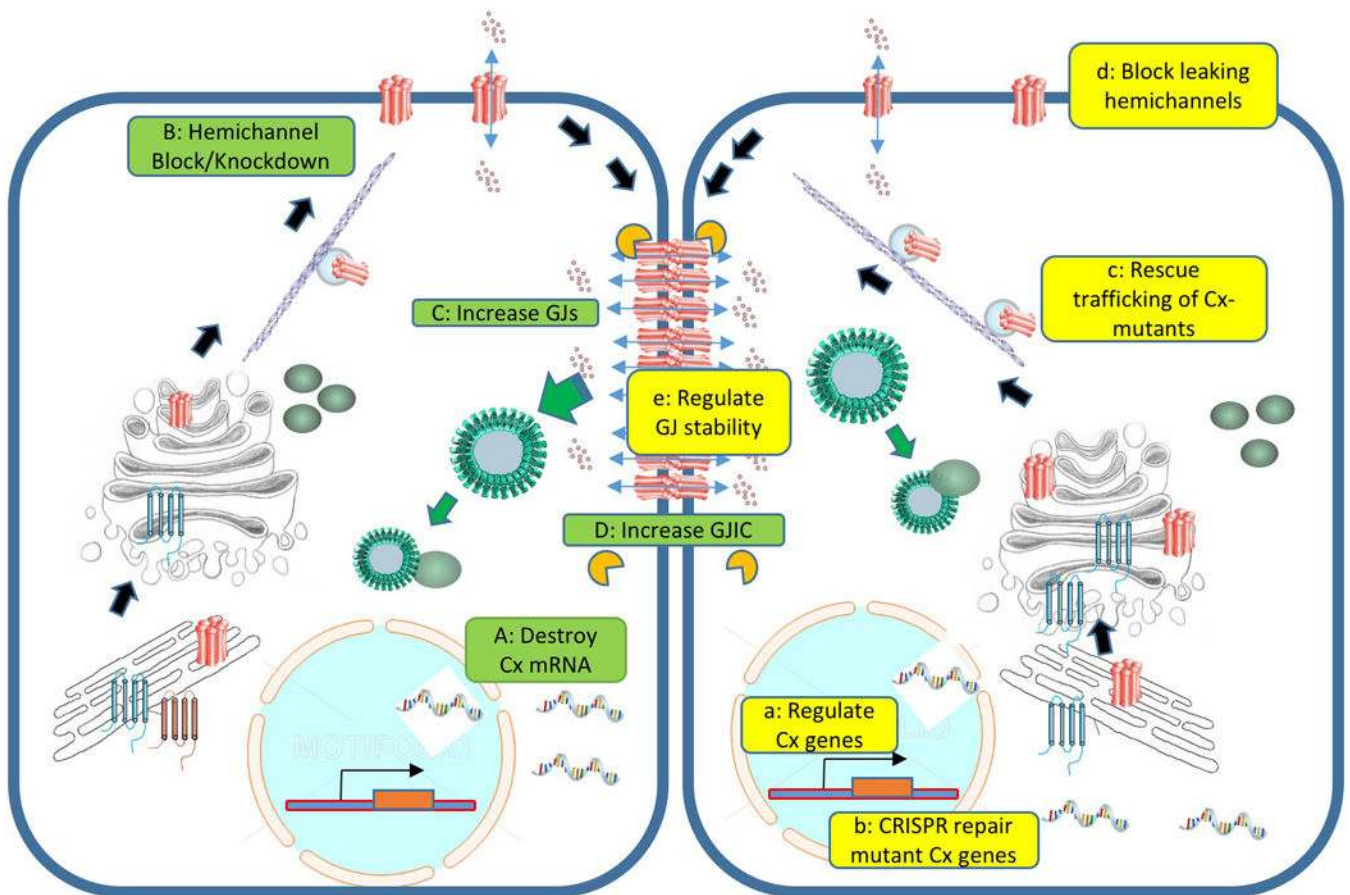 d: Block leaking
hemichannels
B: Hemichannel
Block/Knockdown
c: Rescue
trafficking of Cx-
mutants
C: Increase GJs
e: Regulate
GJ stability
D: Increase GJIC
A: Destroy
Cx mRNA
a: Regulate
Cx genes
b: CRISPR repair
mutant Cx genes